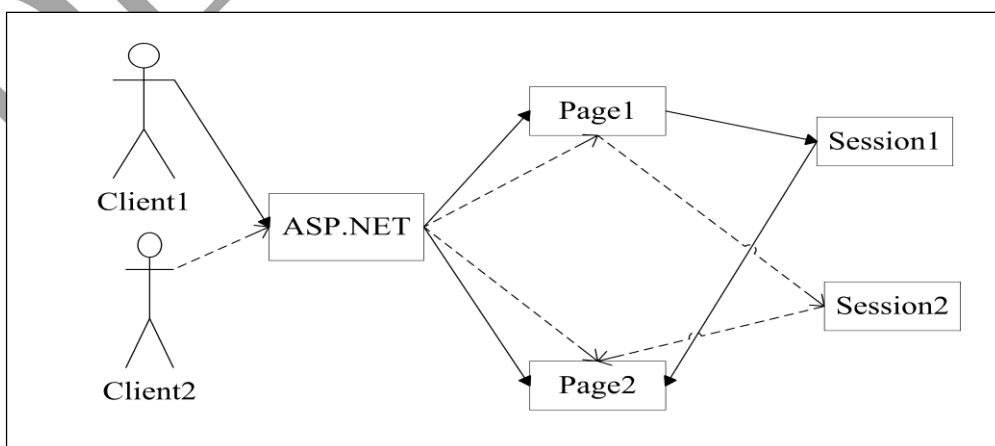 Page1
Session1
Client1
ASP.NET
Session2
Page2
Client2